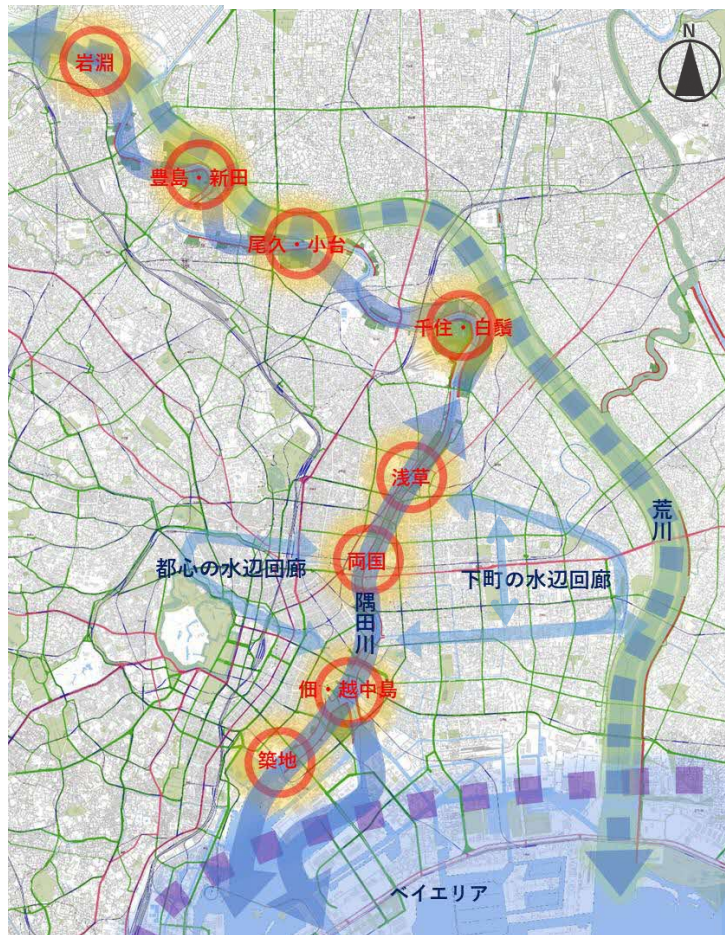 N
岩淵
豊島・新田
尾久・小台
千住・白鬚
浅草
荒川
両国
都心の水辺回廊
下町の水辺回廊
隅田川
佃・越中島
築地
ベイエリア